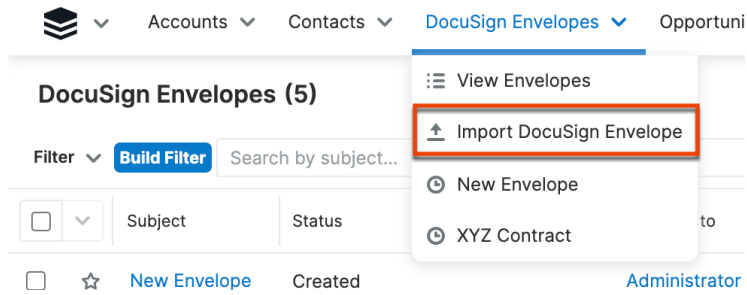 Accounts Contacts DocuSign Envelopes
DocuSign Envelopes (5)
View Envelopes
Import DocuSign Envelope
New Envelope
XYZ Contract
Filter Build Filter Search by subject...
Subject Status to
New Envelope Created Administrator